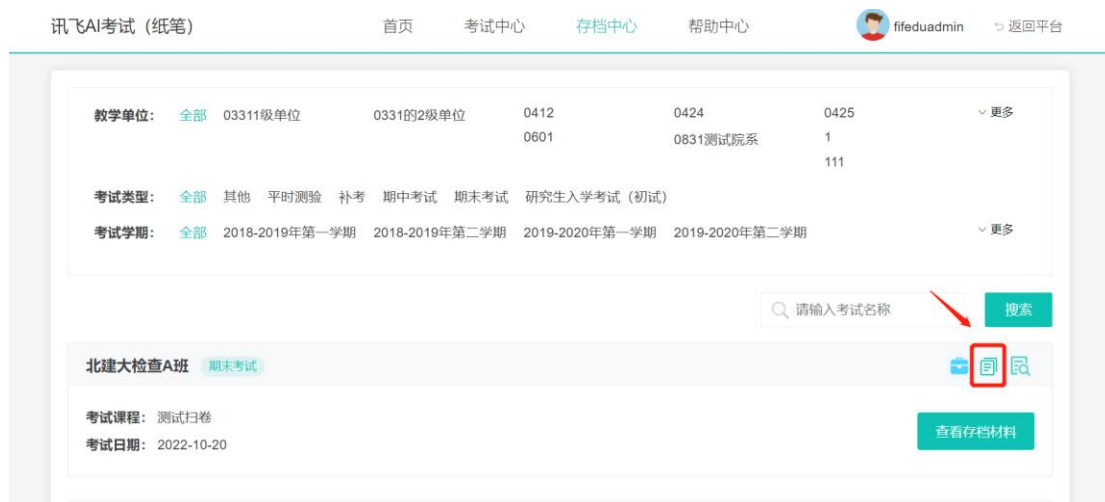 讯飞AI考试（纸笔） 首页 考试中心 存档中心 帮助中心 fifeduadmin 返回平台
教学单位： 全部 03311级单位 0331的2级单位 0412 0424 0425 更多
0601 0831测试院系 1
111
考试类型： 全部 其他 平时测验 补考 期中考试 期末考试 研究生入学考试（初试）
考试学期： 全部 2018-2019年第一学期 2018-2019年第二学期 2019-2020年第一学期 2019-2020年第二学期 更多
请输入考试名称 搜索
北建大检查A班 期末考试
考试课程： 测试扫卷
考试日期： 2022-10-20
查看存档材料